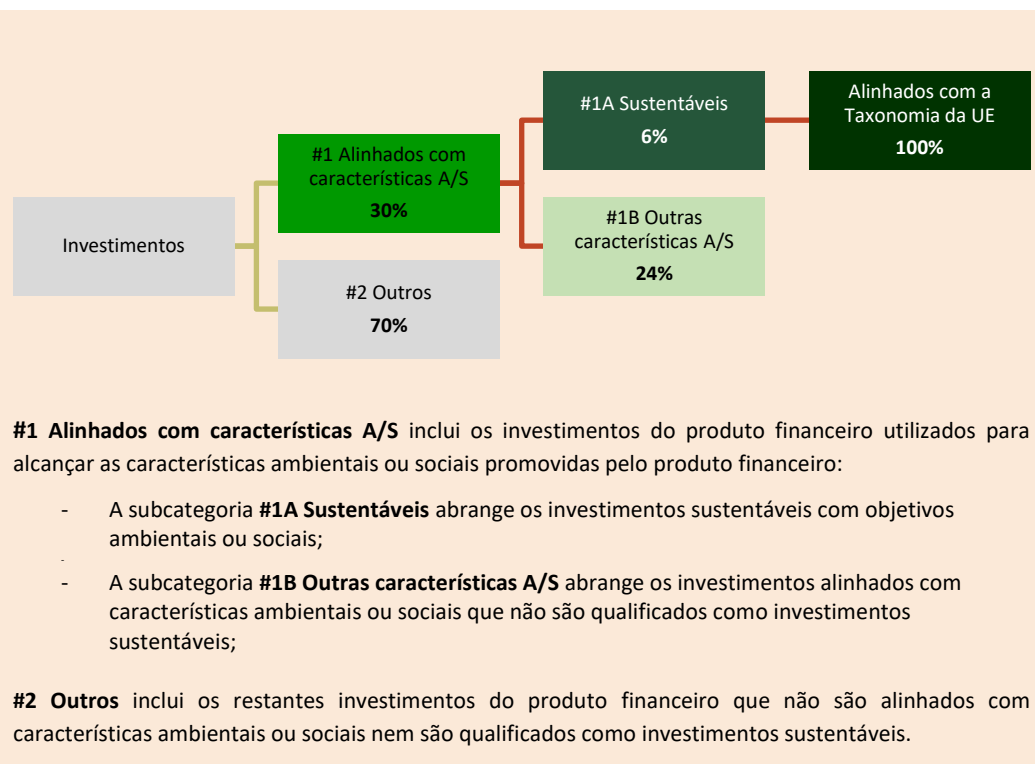 #1A Sustentáveis
6%
Alinhados com a
Taxonomia da UE
100%
#1 Alinhados com
características A/S
30%
Investimentos
#1B Outras
características A/S
24%
#2 Outros
70%
#1 Alinhados com características A/S inclui os investimentos do produto financeiro utilizados para
alcançar as características ambientais ou sociais promovidas pelo produto financeiro:
- A subcategoria #1A Sustentáveis abrange os investimentos sustentáveis com objetivos
ambientais ou sociais;
-
- A subcategoria #1B Outras características A/S abrange os investimentos alinhados com
características ambientais ou sociais que não são qualificados como investimentos
sustentáveis;
#2 Outros inclui os restantes investimentos do produto financeiro que não são alinhados com
características ambientais ou sociais nem são qualificados como investimentos sustentáveis.